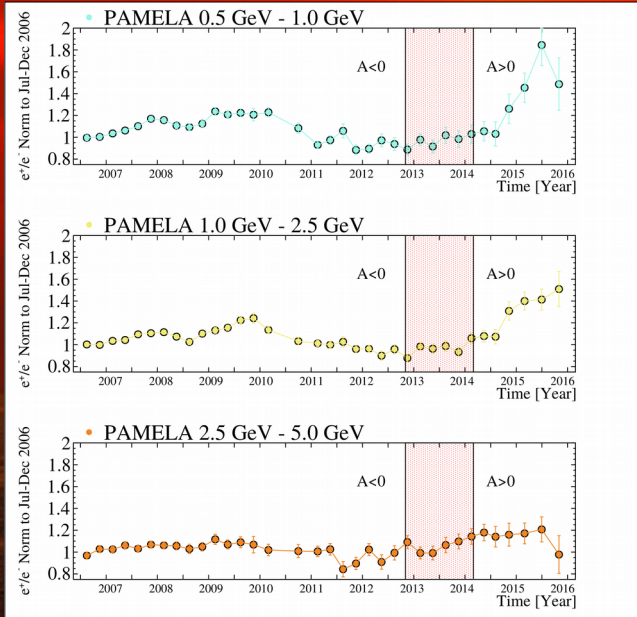 PAMELA 0.5 GeV - 1.0 GeV
e⁺/e⁻ Norm to Jul-Dec 2006
2
1.8
1.6
1.4
1.2
1
0.8
A<0
A>0
2007 2008 2009 2010 2011 2012 2013 2014 2015 2016
Time [Year]
PAMELA 1.0 GeV - 2.5 GeV
e⁺/e⁻ Norm to Jul-Dec 2006
2
1.8
1.6
1.4
1.2
1
0.8
A<0
A>0
2007 2008 2009 2010 2011 2012 2013 2014 2015 2016
Time [Year]
PAMELA 2.5 GeV - 5.0 GeV
e⁺/e⁻ Norm to Jul-Dec 2006
2
1.8
1.6
1.4
1.2
1
0.8
A<0
A>0
2007 2008 2009 2010 2011 2012 2013 2014 2015 2016
Time [Year]